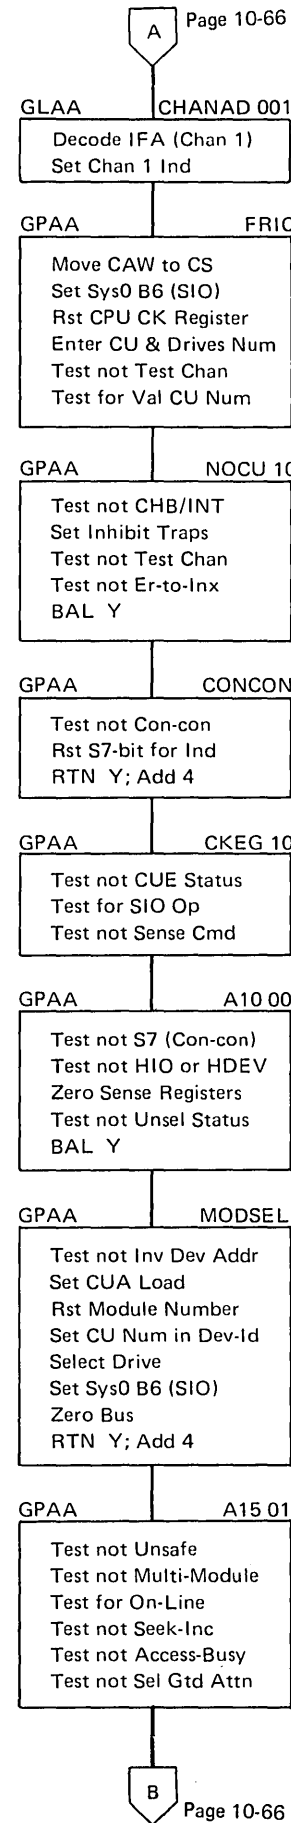 A Page 10-66
GLAA CHANAD 001
Decode IFA (Chan 1)
Set Chan 1 Ind
GPAA FRIC
Move CAW to CS
Set Sys0 B6 (SIO)
Rst CPU CK Register
Enter CU & Drives Num
Test not Test Chan
Test for Val CU Num
GPAA NOCU 10
Test not CHB/INT
Set Inhibit Traps
Test not Test Chan
Test not Er-to-Inx
BAL Y
GPAA CONCON
Test not Con-con
Rst S7-bit for Ind
RTN Y; Add 4
GPAA CKEG 10
Test not CUE Status
Test for SIO Op
Test not Sense Cmd
GPAA A10 00
Test not S7 (Con-con)
Test not HIO or HDEV
Zero Sense Registers
Test not Unsel Status
BAL Y
GPAA MODSEL
Test not Inv Dev Addr
Set CUA Load
Rst Module Number
Set CU Num in Dev-Id
Select Drive
Set Sys0 B6 (SIO)
Zero Bus
RTN Y; Add 4
GPAA A15 01
Test not Unsafe
Test not Multi-Module
Test for On-Line
Test not Seek-Inc
Test not Access-Busy
Test not Sel Gtd Attn
B Page 10-66